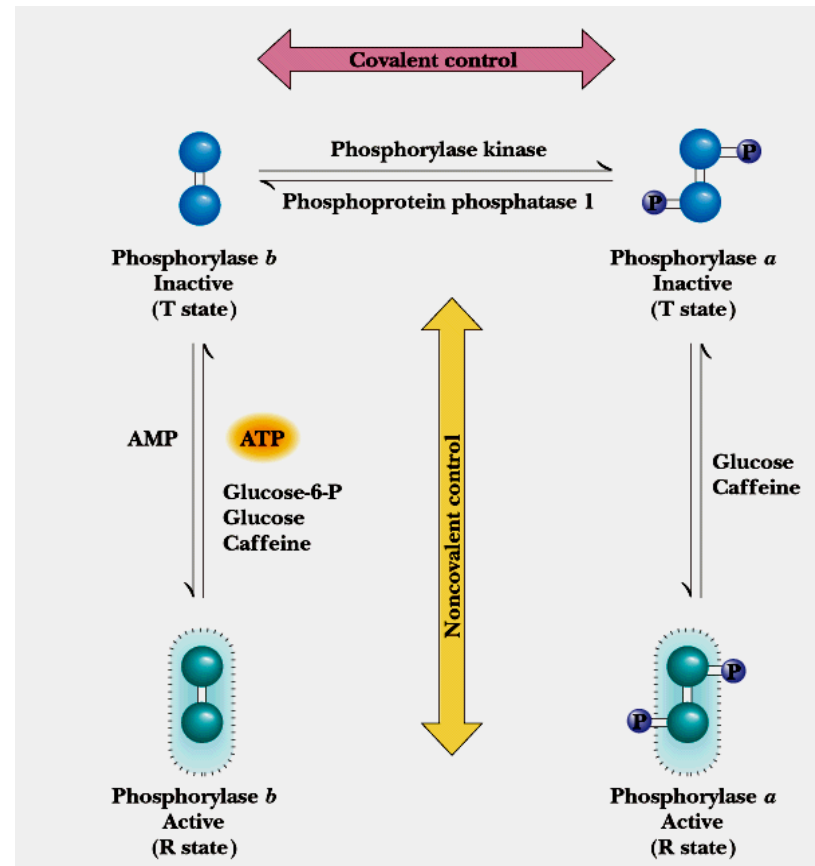 Covalent control
Phosphorylase kinase
P
Phosphoprotein phosphatase 1
P
Phosphorylase b
Inactive
(T state)
Phosphorylase a
Inactive
(T state)
AMP
ATP
Glucose-6-P
Glucose
Caffeine
Noncovalent control
Glucose
Caffeine
P
P
Phosphorylase b
Active
(R state)
Phosphorylase a
Active
(R state)